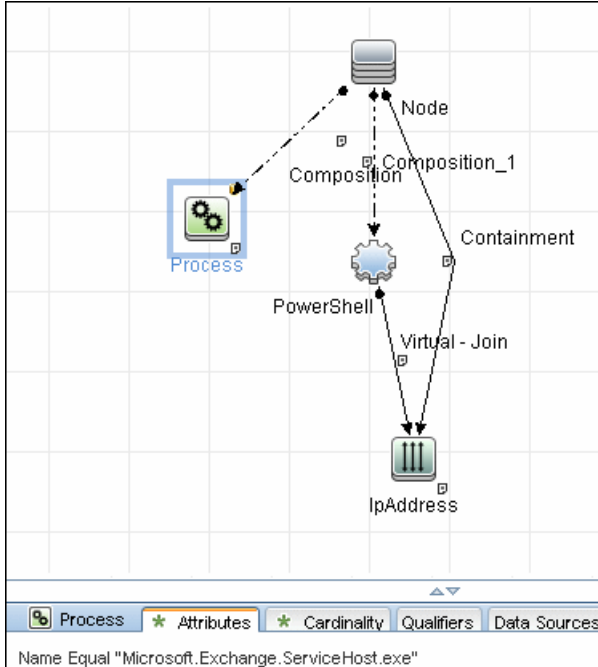 Node
Composition
Composition_1
Process
Containment
PowerShell
Virtual - Join
IpAddress
Process
Attributes
Cardinality
Qualifiers
Data Sources
Name Equal "Microsoft.Exchange.ServiceHost.exe"